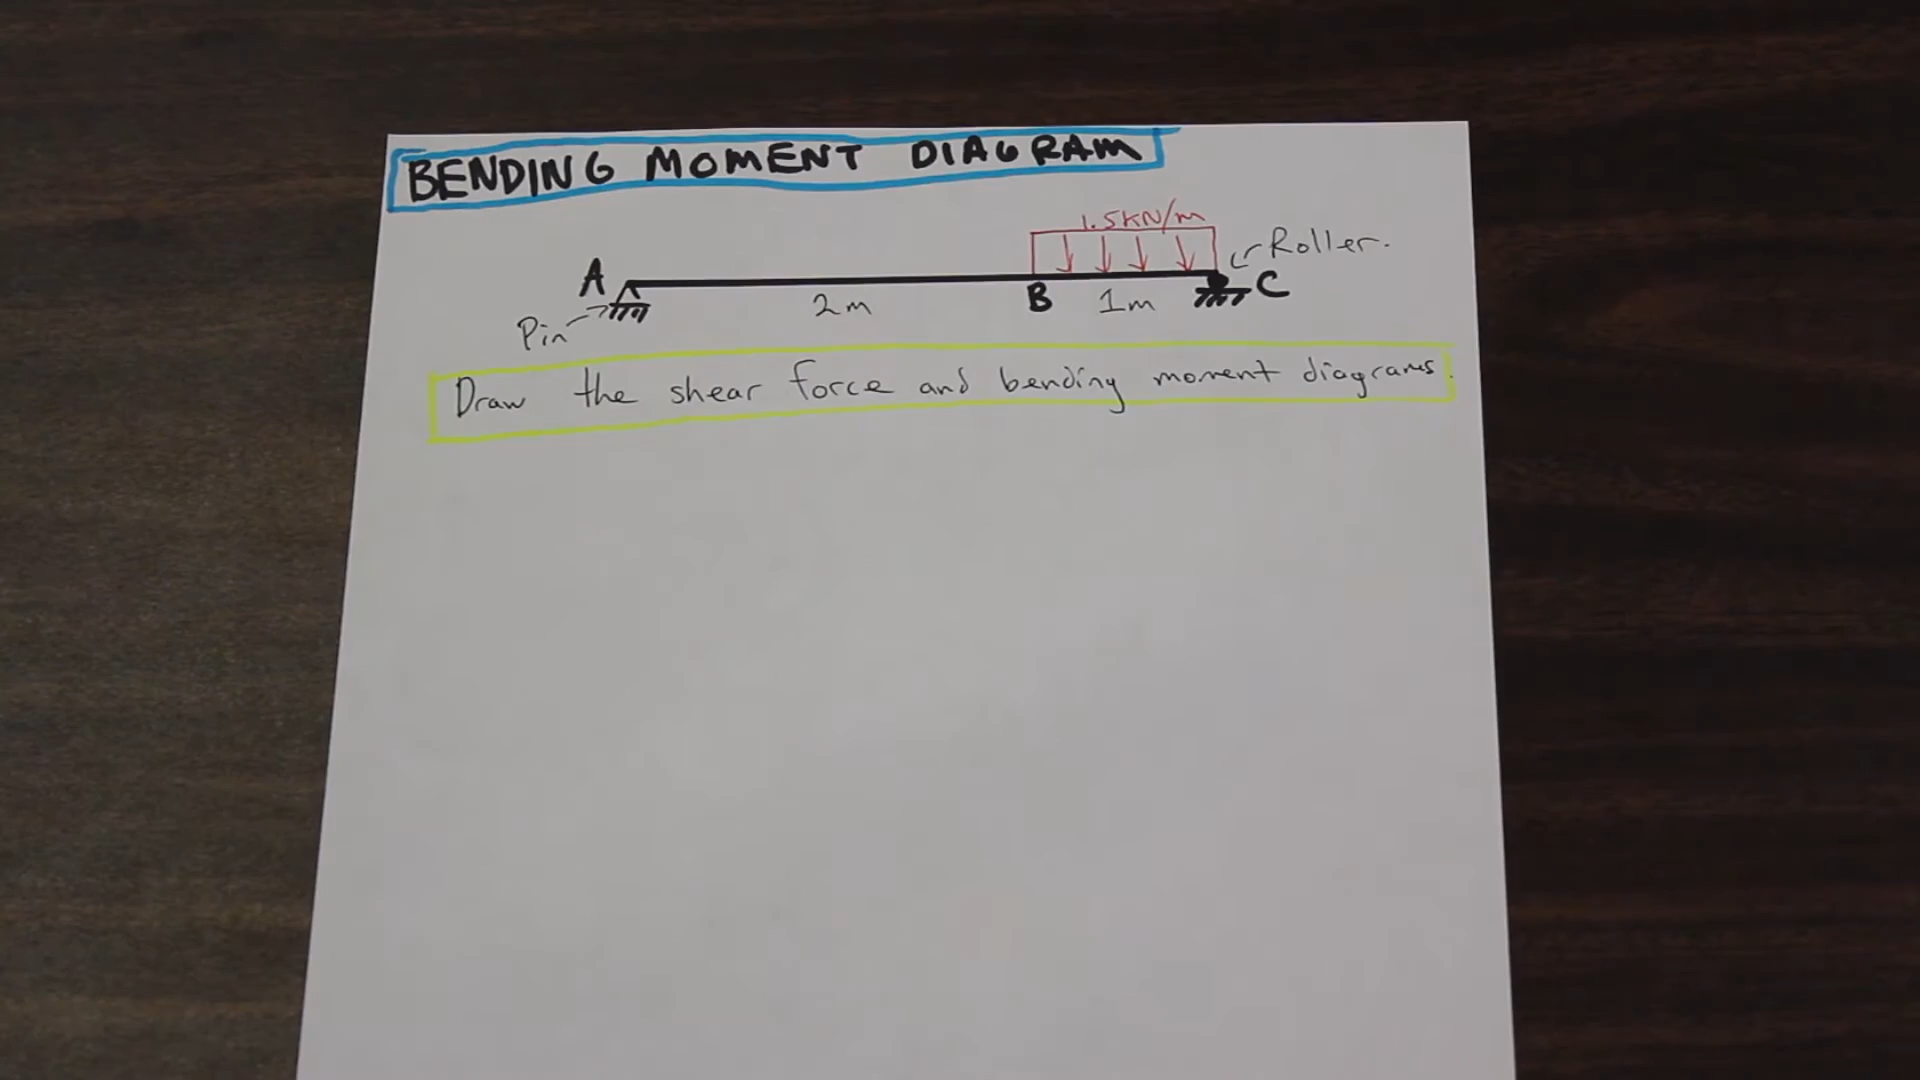 BENDING MOMENT DIAGRAM
1.5KN/m
Roller.
A
B
C
2m
1m
Pin
Draw the shear force and bending moment diagrams.